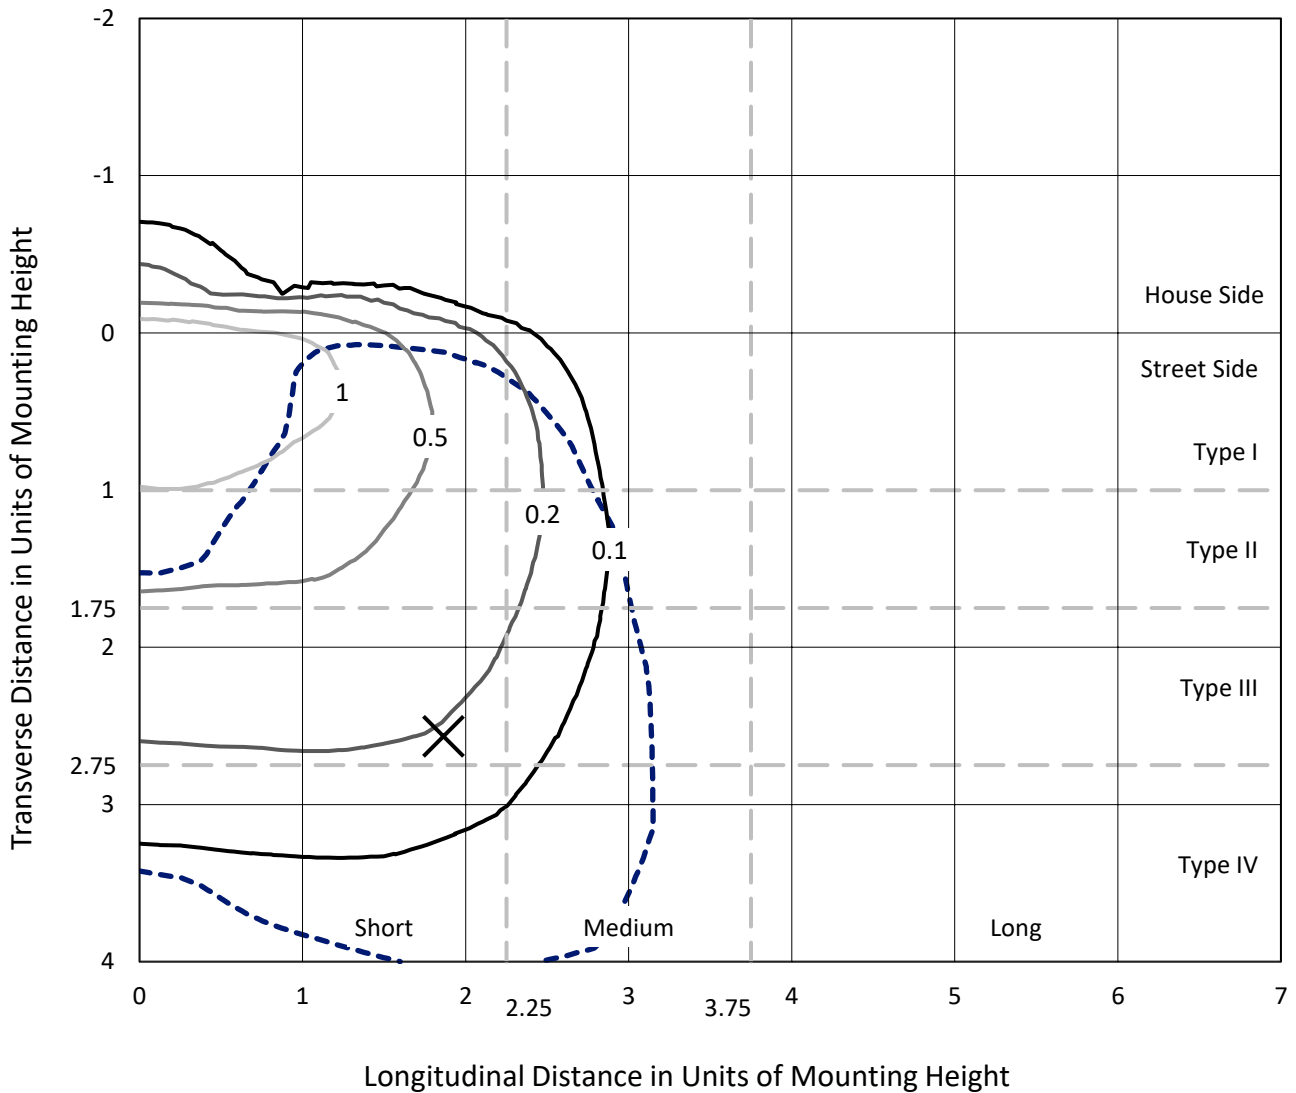 -2
-1
0
1
1.75
2
2.75
3
4
Transverse Distance in Units of Mounting Height
House Side
Street Side
Type I
Type II
Type III
Type IV
1
0.5
0.2
0.1
Short
Medium
Long
0
1
2
2.25
3
3.75
4
5
6
7
Longitudinal Distance in Units of Mounting Height